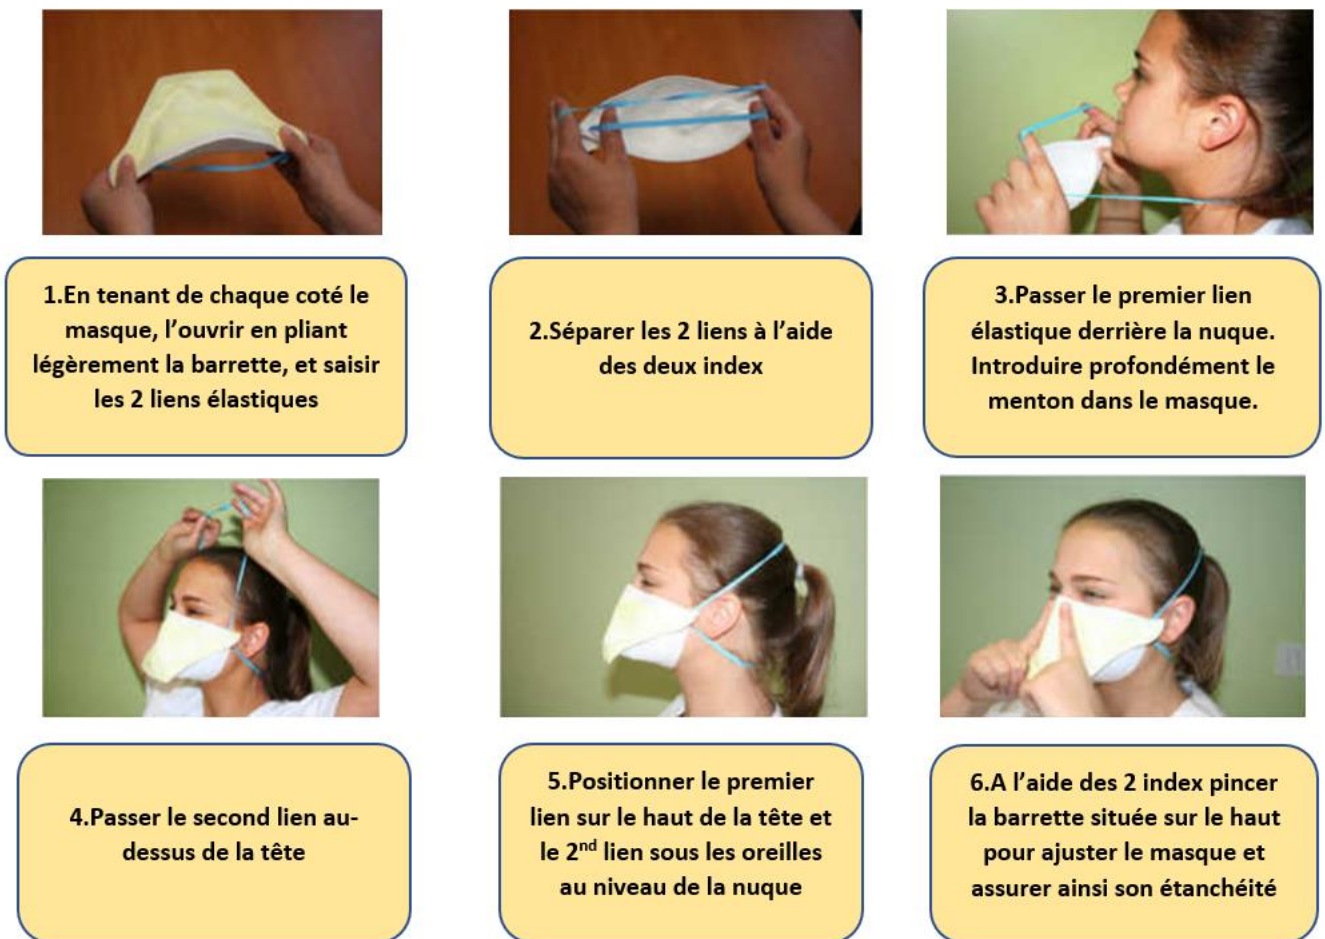 1.En tenant de chaque coté le
masque, l’ouvrir en pliant
légèrement la barrette, et saisir
les 2 liens élastiques
2.Séparer les 2 liens à l’aide
des deux index
3.Passer le premier lien
élastique derrière la nuque.
Introduire profondément le
menton dans le masque.
4.Passer le second lien au-
dessus de la tête
5.Positionner le premier
lien sur le haut de la tête et
le 2nd lien sous les oreilles
au niveau de la nuque
6.A l’aide des 2 index pincer
la barrette située sur le haut
pour ajuster le masque et
assurer ainsi son étanchéité